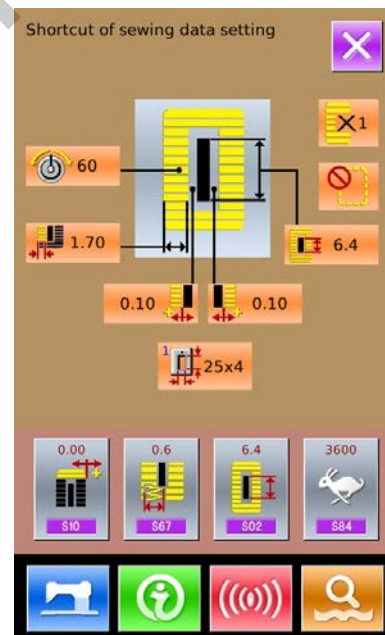 Shortcut of sewing data setting
X
1
60
1.70
6.4
0.10
0.10
1
25x4
0.00
0.6
6.4
3600
S10
S67
S02
S84